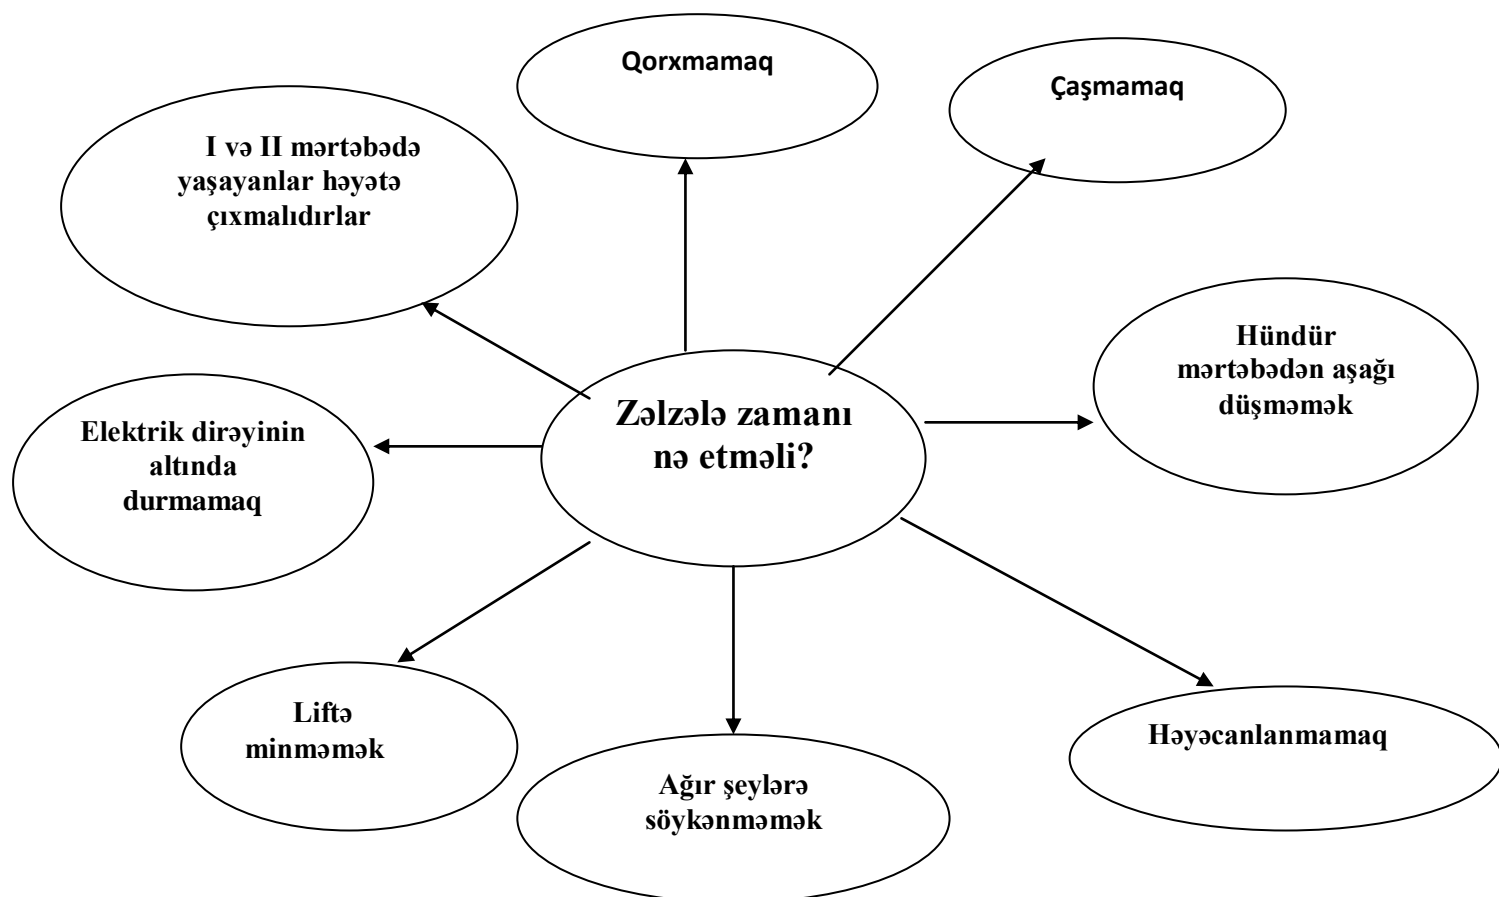 Qorxmamaq
Çaşmamaq
I və II mərtəbədə
yaşayanlar həyətə
çıxmalıdırlar
Hündür
mərtəbədən aşağı
düşməmək
Zəlzələ zamanı
nə etməli?
Elektrik dirəyinin
altında
durmamaq
Liftə
minməmək
Ağır şeylərə
söykənməmək
Həyəcanlanmamaq